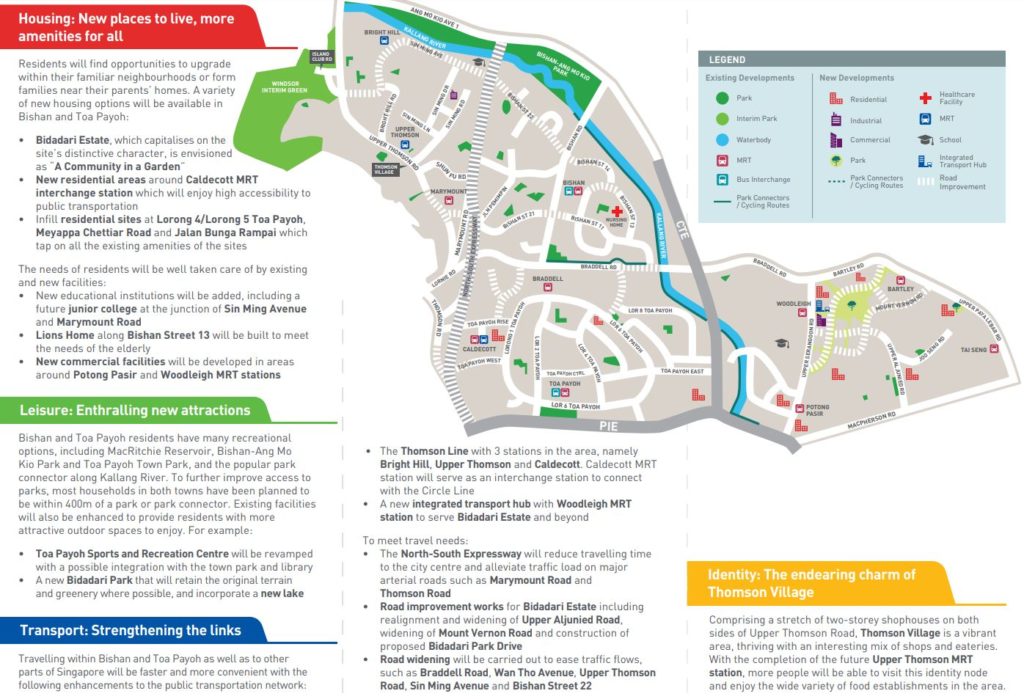 Housing: New places to live, more
amenities for all
Residents will find opportunities to upgrade
within their familiar neighbourhoods or form
families near their parents' homes. A variety
of new housing options will be available in
Bishan and Toa Payoh:
• Bidadari Estate, which capitalises on the
site's distinctive character, is envisioned
as "A Community in a Garden"
• New residential areas around Caldecott MRT
interchange station which will enjoy high accessibility to
public transportation
• Infill residential sites at Lorong 4/Lorong 5 Toa Payoh,
Meyappa Chettiar Road and Jalan Bunga Rampai which
tap on all the existing amenities of the sites
The needs of residents will be well taken care of by existing
and new facilities:
• New educational institutions will be added, including a
future junior college at the junction of Sin Ming Avenue
and Marymount Road
• Lions Home along Bishan Street 13 will be built to meet
the needs of the elderly
• New commercial facilities will be developed in areas
around Potong Pasir and Woodleigh MRT stations
Leisure: Enthralling new attractions
Bishan and Toa Payoh residents have many recreational
options, including MacRitchie Reservoir, Bishan-Ang Mo
Kio Park and Toa Payoh Town Park, and the popular park
connector along Kallang River. To further improve access to
parks, most households in both towns have been planned to
be within 400m of a park or park connector. Existing facilities
will also be enhanced to provide residents with more
attractive outdoor spaces to enjoy. For example:
• Toa Payoh Sports and Recreation Centre will be revamped
with a possible integration with the town park and library
• A new Bidadari Park that will retain the original terrain
and greenery where possible, and incorporate a new lake
Transport: Strengthening the links
Travelling within Bishan and Toa Payoh as well as to other
parts of Singapore will be faster and more convenient with the
following enhancements to the public transportation network:
• The Thomson Line with 3 stations in the area, namely
Bright Hill, Upper Thomson and Caldecott. Caldecott MRT
station will serve as an interchange station to connect
with the Circle Line
• A new integrated transport hub with Woodleigh MRT
station to serve Bidadari Estate and beyond
To meet travel needs:
• The North-South Expressway will reduce travelling time
to the city centre and alleviate traffic load on major
arterial roads such as Marymount Road and
Thomson Road
• Road improvement works for Bidadari Estate including
realignment and widening of Upper Aljunied Road,
widening of Mount Vernon Road and construction of
proposed Bidadari Park Drive
• Road widening will be carried out to ease traffic flows,
such as Braddell Road, Wan Tho Avenue, Upper Thomson
Road, Sin Ming Avenue and Bishan Street 22
Identity: The endearing charm of
Thomson Village
Comprising a stretch of two-storey shophouses on both
sides of Upper Thomson Road, Thomson Village is a vibrant
area, thriving with an interesting mix of shops and eateries.
With the completion of the future Upper Thomson MRT
station, more people will be able to visit this identity node
and enjoy the wide variety of food establishments in the area.
LEGEND
Existing Developments
Park
Interim Park
Waterbody
MRT
Bus Interchange
Park Connectors
/ Cycling Routes
New Developments
Residential
Industrial
Commercial
Park
Park Connectors
/ Cycling Routes
Healthcare
Facility
MRT
School
Integrated
Transport Hub
Road
Improvement
ANG MO KIO AVE 1
KALLANG RIVER
BRIGHT HILL
SIN MING AVE
ISLAND
CLUB RD
WINDSOR
INTERIM GREEN
BISHAN-ANG MO KIO
PARK
BRIGHT HILL RD
SIN MING DR
SIN MING RD
SIN MING LN
BISHAN ST 22
BISHAN RD
UPPER
THOMSON
UPPER THOMSON RD
THOMSON
VILLAGE
SHUN FU RD
BISHAN ST 14
MARYMOUNT
JLN PEMIMPIN
BISHAN
BISHAN ST 21
BISHAN ST 11
BISHAN ST 13
NURSING
HOME
MARYMOUNT RD
NORTH-SOUTH EXPRESSWAY
KALLANG RIVER
CTE
LORNIE RD
BRADDELL RD
BRADDELL
THOMSON RD
TOA PAYOH RISE
LORONG 1 TOA PAYOH
LOR 8 TOA PAYOH
LOR 6 TOA PAYOH
CALDECOTT
TOA PAYOH WEST
LOR 2 TOA PAYOH
LOR 4 TOA PAYOH
TOA PAYOH CTRL
TOA PAYOH EAST
TOA PAYOH
LOR 6 TOA PAYOH
PIE
BRADDELL RD
BARTLEY RD
BARTLEY
WOODLEIGH
MOUNT VERNON RD
UPPER PAYA LEBAR RD
UPPER SERANGOON RD
JOO SENG RD
TAI SENG
UPPER ALJUNIED RD
POTONG
PASIR
MACPHERSON RD